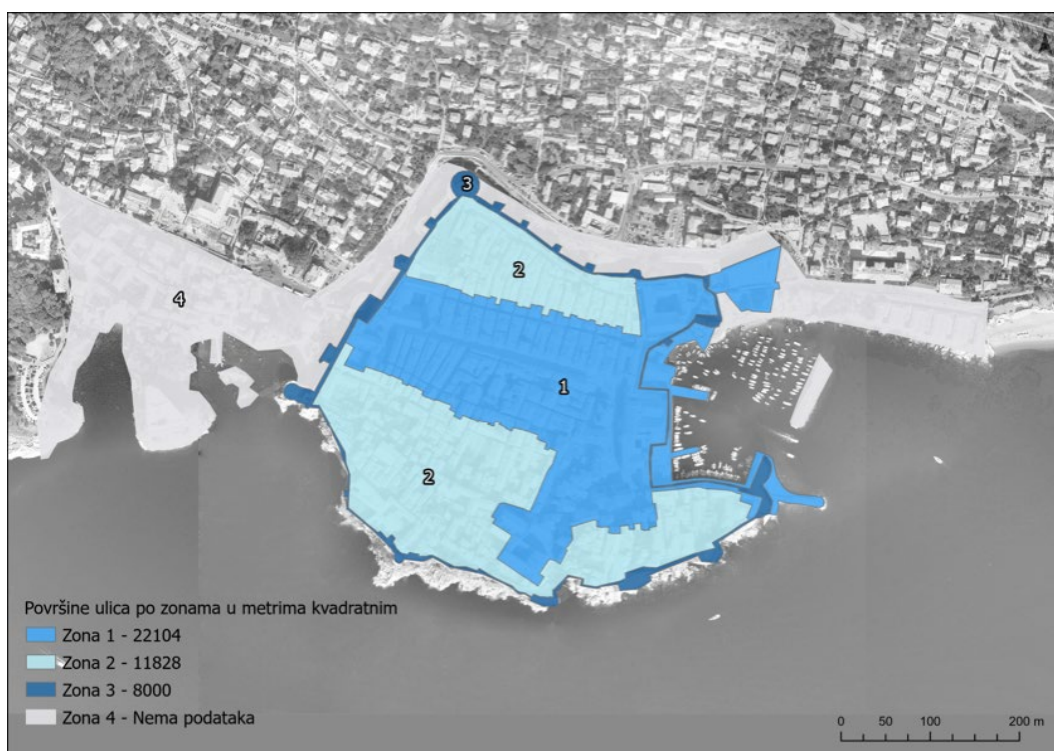 3
2
4
1
2
Površine ulica po zonama u metrima kvadratnim
Zona 1 - 22104
Zona 2 - 11828
Zona 3 - 8000
Zona 4 - Nema podataka
0 50 100 200 m